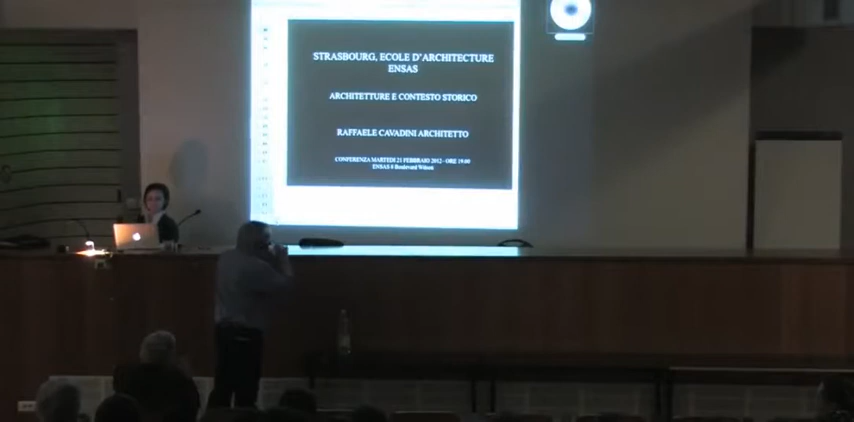 STRASBOURG, ECOLE D'ARCHITECTURE
ENSAS
ARCHITETTURE E CONTESTO STORICO
RAFFAELE CAVADINI ARCHITETTO
CONFERENZA MARTEDI 21 FEBBRAIO 2012 - ORE 19:00
ENSAS 8 Boulevard Wilson